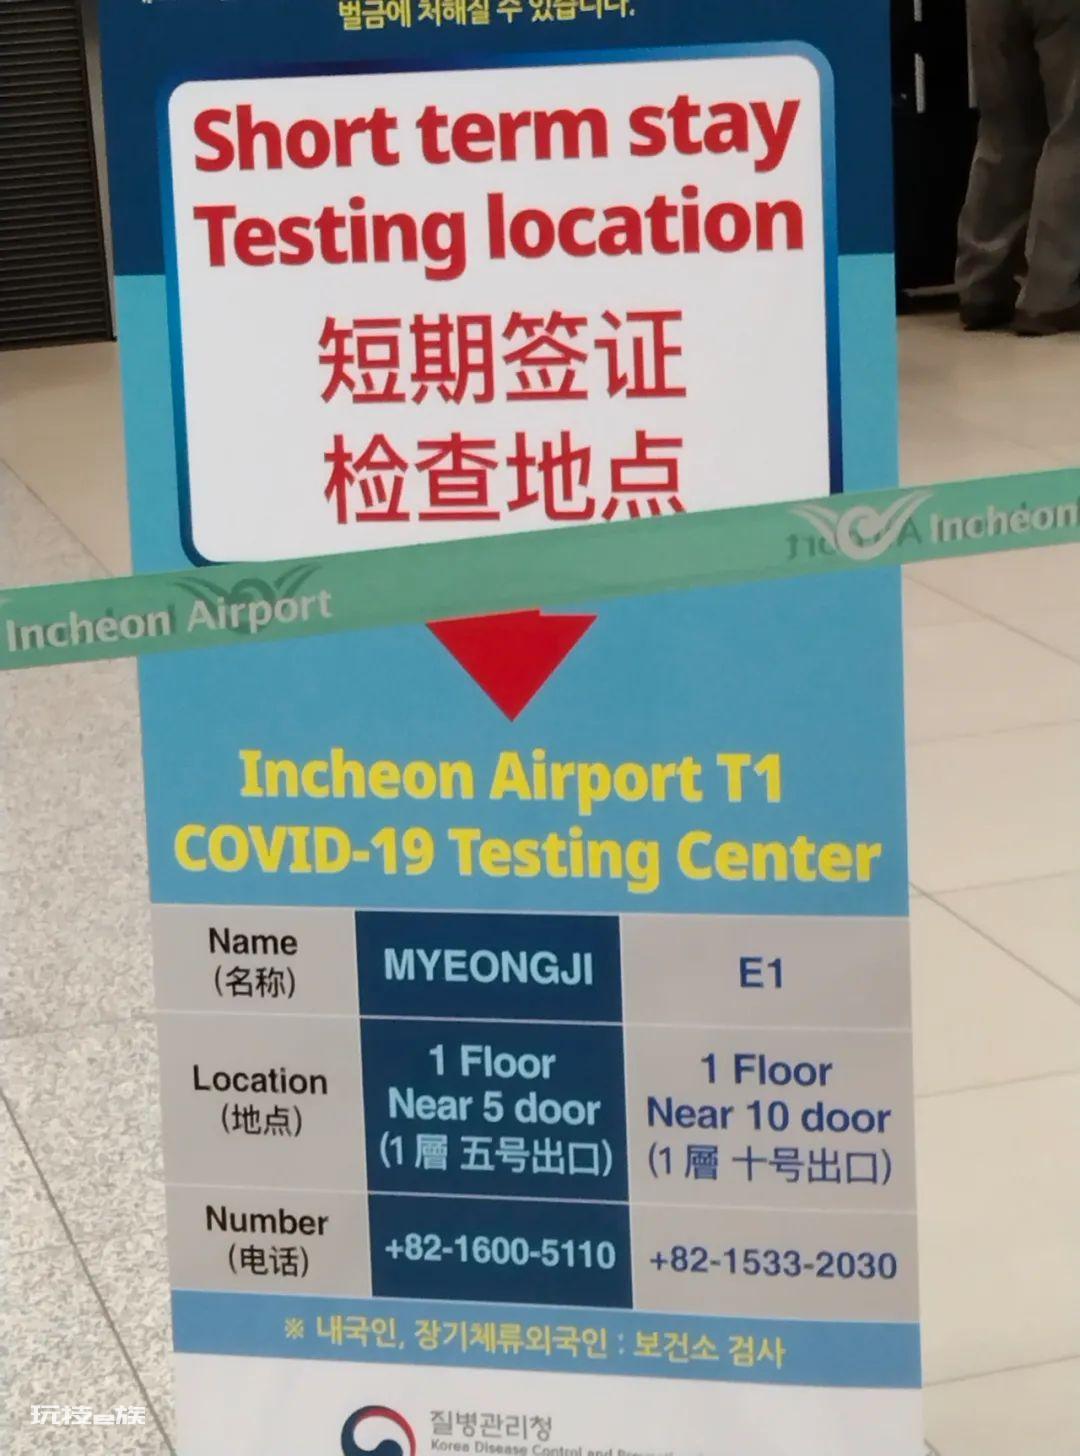 벌금에 처해질 수 있습니다.
Short term stay
Testing location
短期签证
检查地点
Incheon Airport
Incheon
Incheon Airport T1
COVID-19 Testing Center
Name
(名称)
MYEONGJI
E1
Location
(地点)
1 Floor
Near 5 door
(1 層 五号出口)
1 Floor
Near 10 door
(1 層 十号出口)
Number
(电话)
+82-1600-5110
+82-1533-2030
※ 내국인, 장기체류외국인 : 보건소 검사
질병관리청
Korea Disease Control and
玩技e族